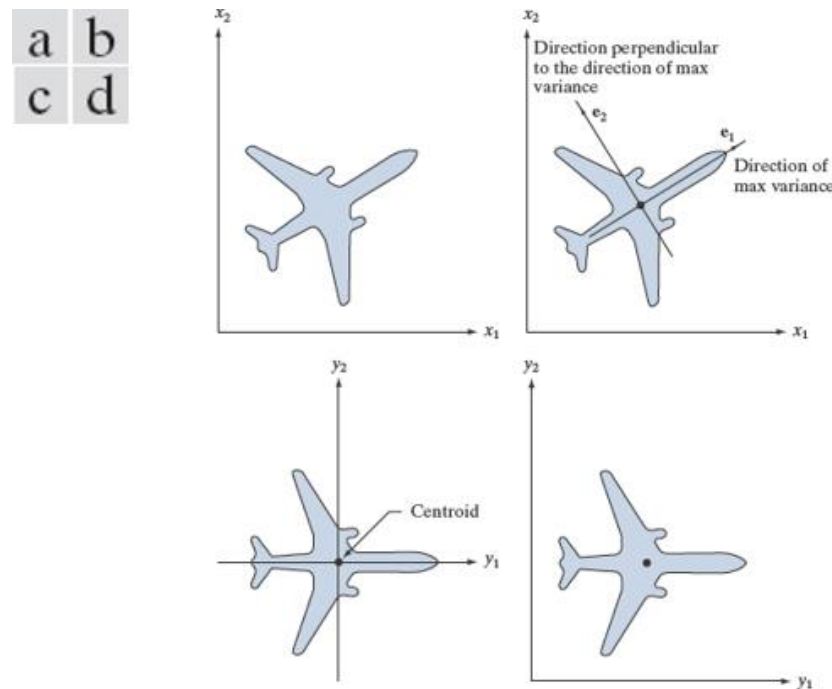 a b
c d
x₂
x₁
x₂
Direction perpendicular
to the direction of max
variance
e₂
e₁
Direction of
max variance
x₁
y₂
Centroid
y₁
y₂
y₁